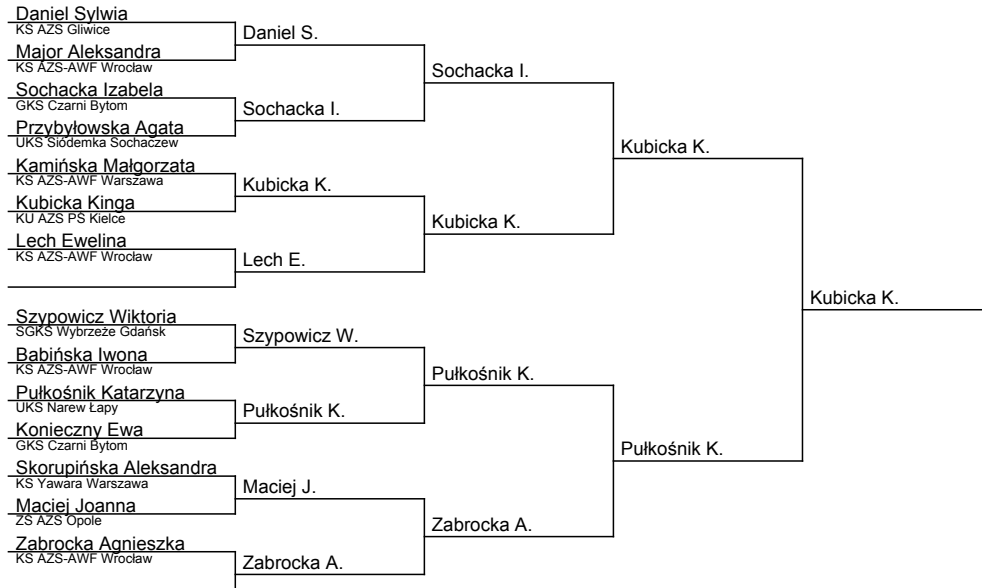 Daniel Sylwia
KS AZS Gliwice
Major Aleksandra
KS AZS-AWF Wrocław
Sochacka Izabela
GKS Czarni Bytom
Przybyłowska Agata
UKS Siódemka Sochaczew
Kamińska Małgorzata
KS AZS-AWF Warszawa
Kubicka Kinga
KU AZS PŚ Kielce
Lech Ewelina
KS AZS-AWF Wrocław
Szypowicz Wiktoria
SGKS Wybrzeże Gdańsk
Babińska Iwona
KS AZS-AWF Wrocław
Pułkośnik Katarzyna
UKS Narew Łapy
Konieczny Ewa
GKS Czarni Bytom
Skorupińska Aleksandra
KS Yawara Warszawa
Maciej Joanna
ZS AZS Opole
Zabrocka Agnieszka
KS AZS-AWF Wrocław
Daniel S.
Sochacka I.
Kubicka K.
Lech E.
Szypowicz W.
Pułkośnik K.
Maciej J.
Zabrocka A.
Sochacka I.
Kubicka K.
Pułkośnik K.
Zabrocka A.
Kubicka K.
Pułkośnik K.
Kubicka K.